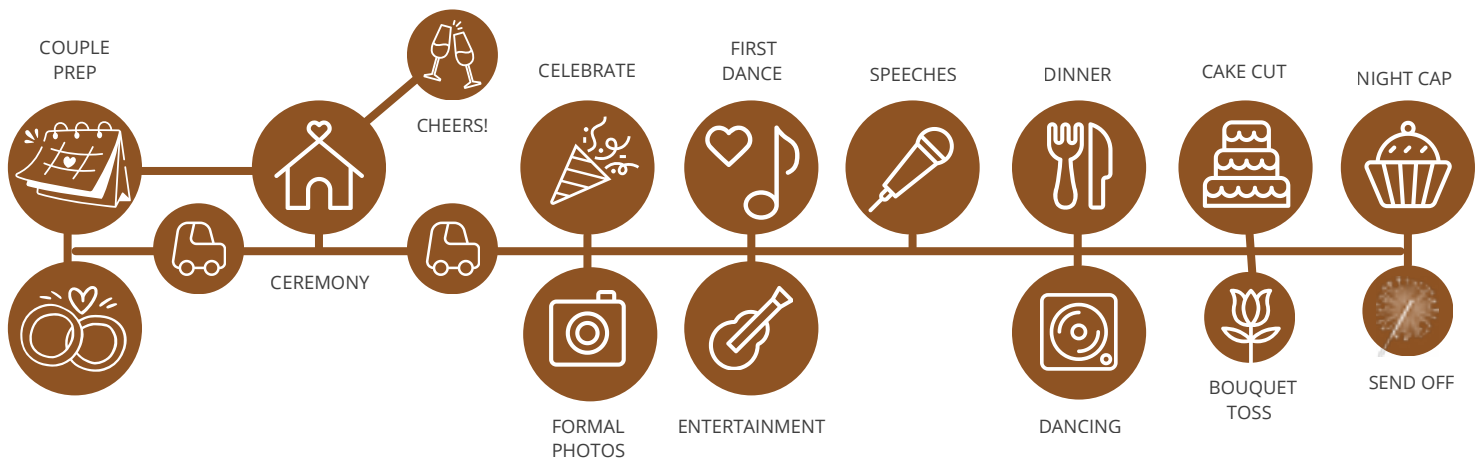 COUPLE
PREP
CHEERS!
CEREMONY
CELEBRATE
FORMAL
PHOTOS
FIRST
DANCE
ENTERTAINMENT
SPEECHES
DINNER
DANCING
CAKE CUT
BOUQUET
TOSS
NIGHT CAP
SEND OFF